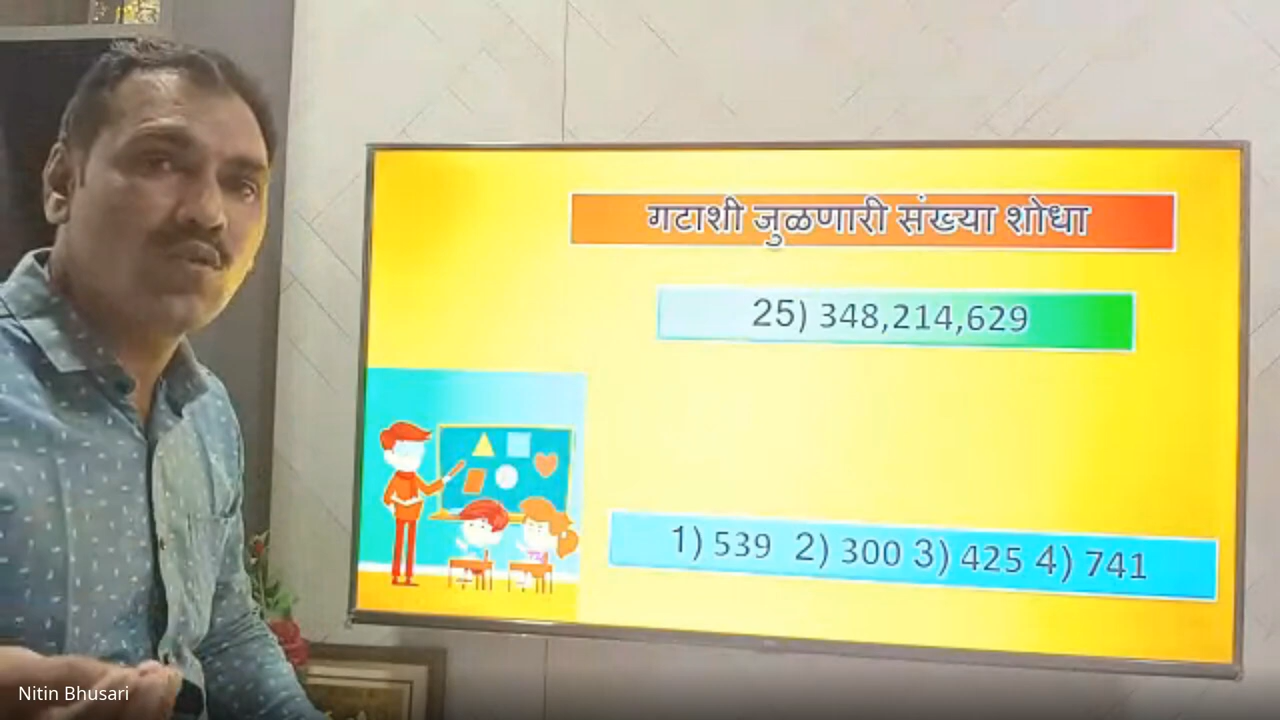 गटाशी जुळणारी संख्या शोधा
25) 348,214,629
1) 539 2) 300 3) 425 4) 741
Nitin Bhusari